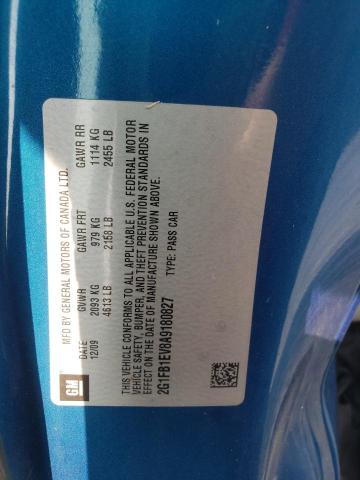 GM
MFD BY GENERAL MOTORS OF CANADA LTD.
DATE GVWR GAWR FRT GAWR RR
12/09 2093 KG 979 KG 1114 KG
4613 LB 2158 LB 2455 LB
THIS VEHICLE CONFORMS TO ALL APPLICABLE U.S. FEDERAL MOTOR
VEHICLE SAFETY, BUMPER, AND THEFT PREVENTION STANDARDS IN
EFFECT ON THE DATE OF MANUFACTURE SHOWN ABOVE.
2G1FB1EV8A9180827 TYPE: PASS CAR